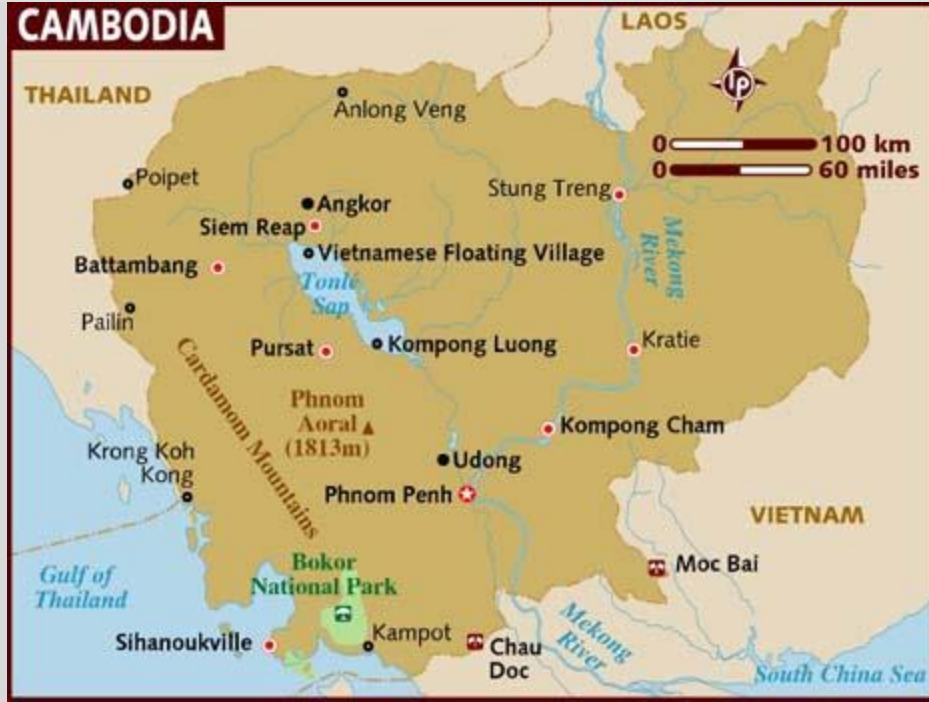 CAMBODIA
LAOS
THAILAND
lp
Anlong Veng
0 100 km
0 60 miles
Poipet
Stung Treng
Angkor
Siem Reap
Mekong
River
Vietnamese Floating Village
Battambang
Tonlé
Sap
Pailin
Pursat
Kompong Luong
Kratie
Cardamom Mountains
Phnom
Aoral
(1813m)
Kompong Cham
Krong Koh
Kong
Udong
Phnom Penh
VIETNAM
Moc Bai
Gulf of
Thailand
Bokor
National Park
Sihanoukville
Kampot
Chau
Doc
Mekong
River
South China Sea